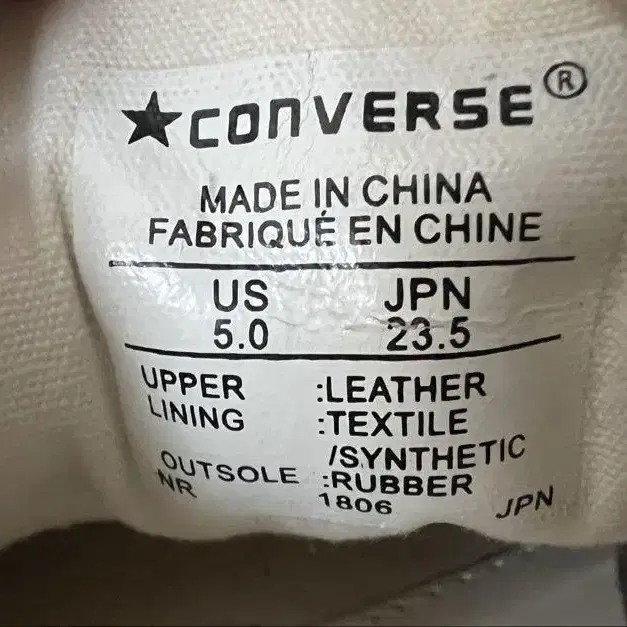 ★CONVERSE®
MADE IN CHINA
FABRIQUÉ EN CHINE
US JPN
5.0 23.5
UPPER :LEATHER
LINING :TEXTILE
/SYNTHETIC
OUTSOLE :RUBBER
NR 1806 JPN